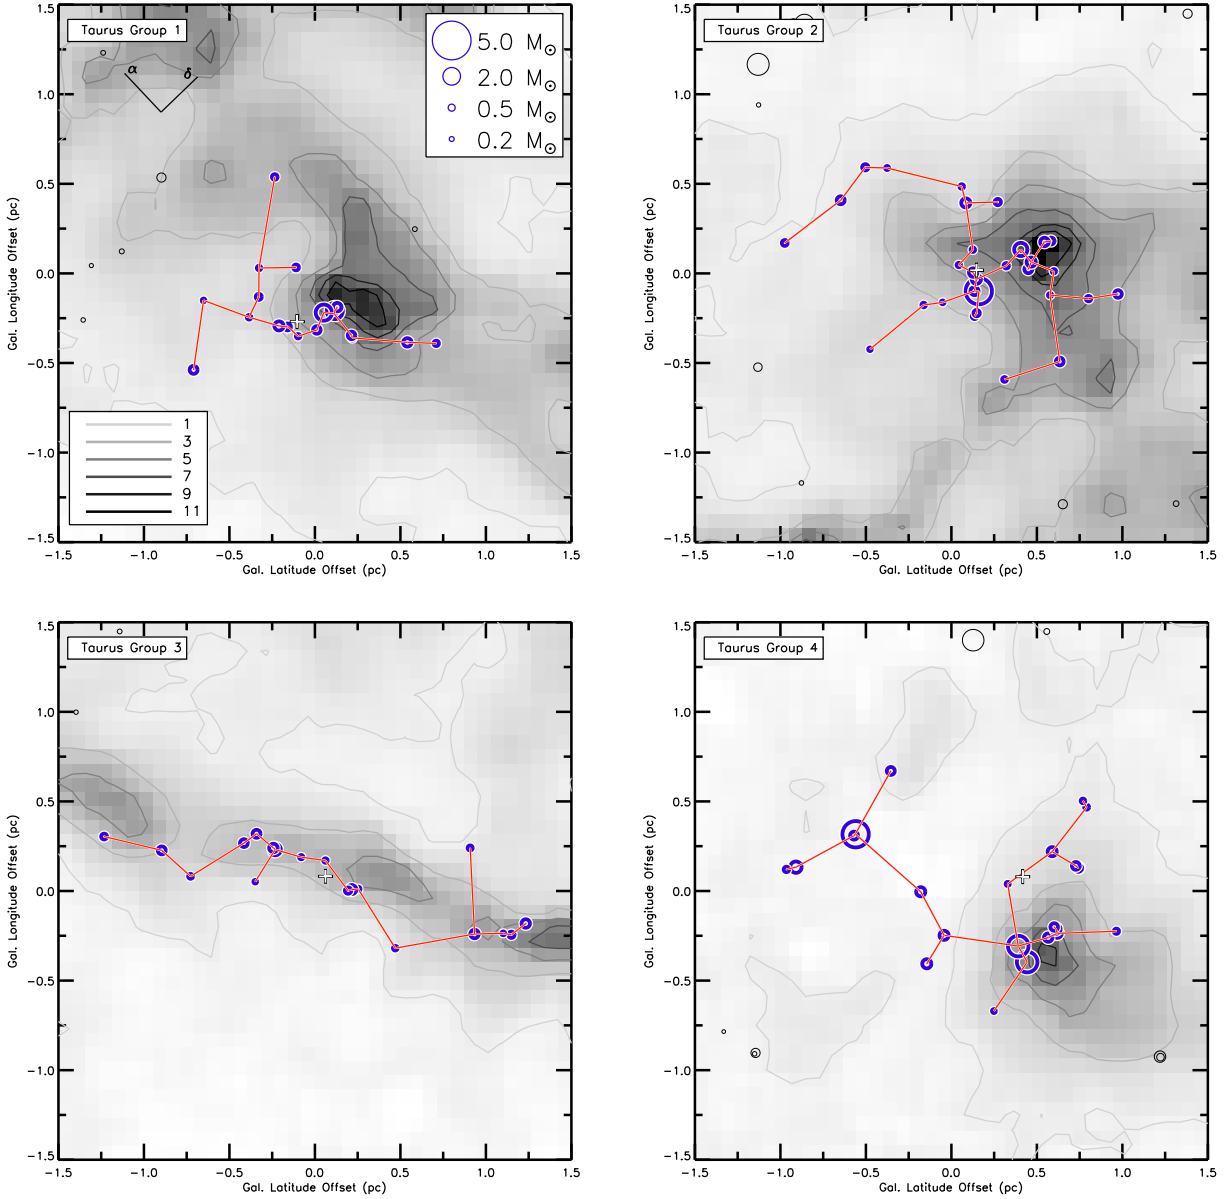 Taurus Group 1
α δ
5.0 M⊙
2.0 M⊙
0.5 M⊙
0.2 M⊙
1
3
5
7
9
11
1.5
1.0
0.5
0.0
−0.5
−1.0
−1.5
Gal. Longitude Offset (pc)
−1.5 −1.0 −0.5 0.0 0.5 1.0 1.5
Gal. Latitude Offset (pc)
Taurus Group 2
1.5
1.0
0.5
0.0
−0.5
−1.0
−1.5
Gal. Longitude Offset (pc)
−1.5 −1.0 −0.5 0.0 0.5 1.0 1.5
Gal. Latitude Offset (pc)
Taurus Group 3
1.5
1.0
0.5
0.0
−0.5
−1.0
−1.5
Gal. Longitude Offset (pc)
−1.5 −1.0 −0.5 0.0 0.5 1.0 1.5
Gal. Latitude Offset (pc)
Taurus Group 4
1.5
1.0
0.5
0.0
−0.5
−1.0
−1.5
Gal. Longitude Offset (pc)
−1.5 −1.0 −0.5 0.0 0.5 1.0 1.5
Gal. Latitude Offset (pc)